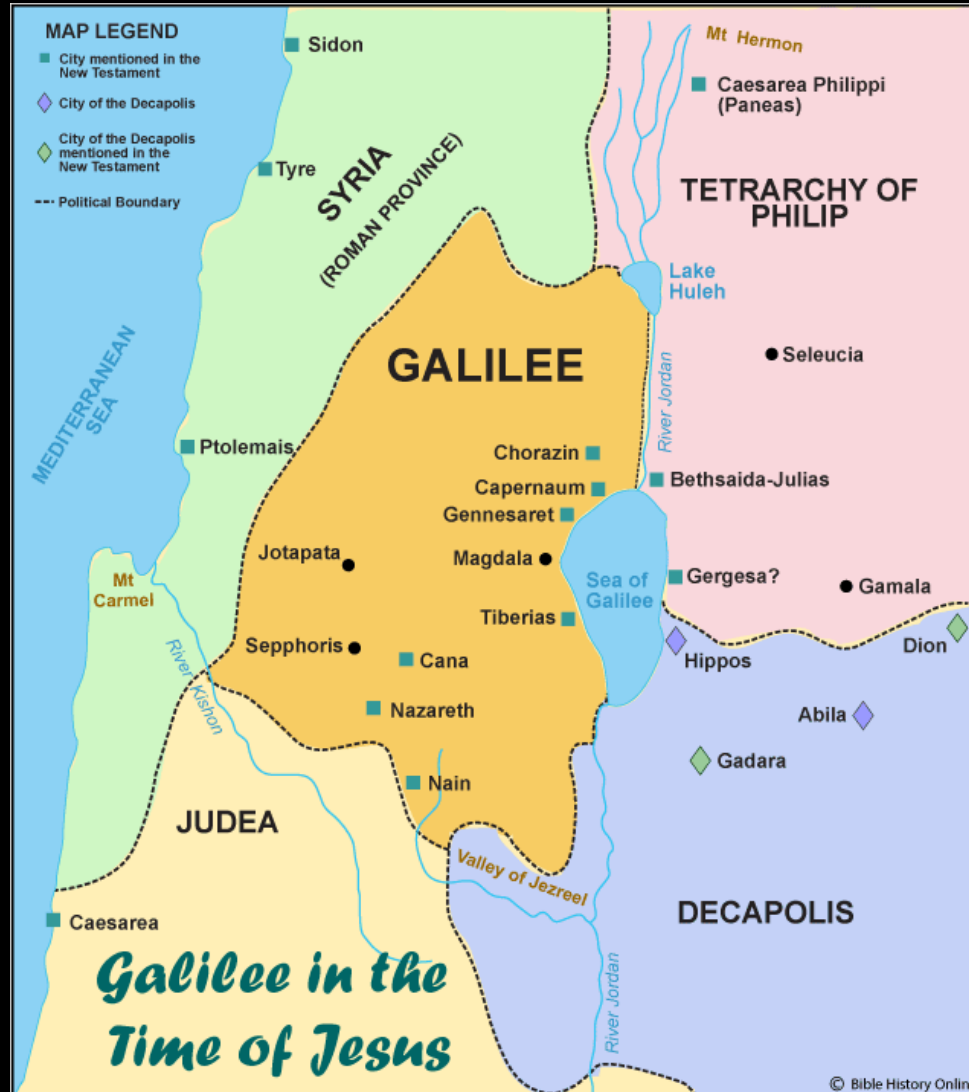 MAP LEGEND
City mentioned in the
New Testament
City of the Decapolis
City of the Decapolis
mentioned in the
New Testament
Political Boundary
Sidon
Mt Hermon
Caesarea Philippi
(Paneas)
Tyre
SYRIA
(ROMAN PROVINCE)
TETRARCHY OF
PHILIP
Lake
Huleh
MEDITERRANEAN
SEA
GALILEE
River Jordan
Seleucia
Ptolemais
Chorazin
Capernaum
Bethsaida-Julias
Gennesaret
Jotapata
Magdala
Mt
Carmel
Sea of
Galilee
Gergesa?
Gamala
Tiberias
Sepphoris
Cana
Hippos
Dion
River Kishon
Nazareth
Abila
Gadara
Nain
JUDEA
Valley of Jezreel
DECAPOLIS
Caesarea
Galilee in the
Time of Jesus
River Jordan
© Bible History Onlin